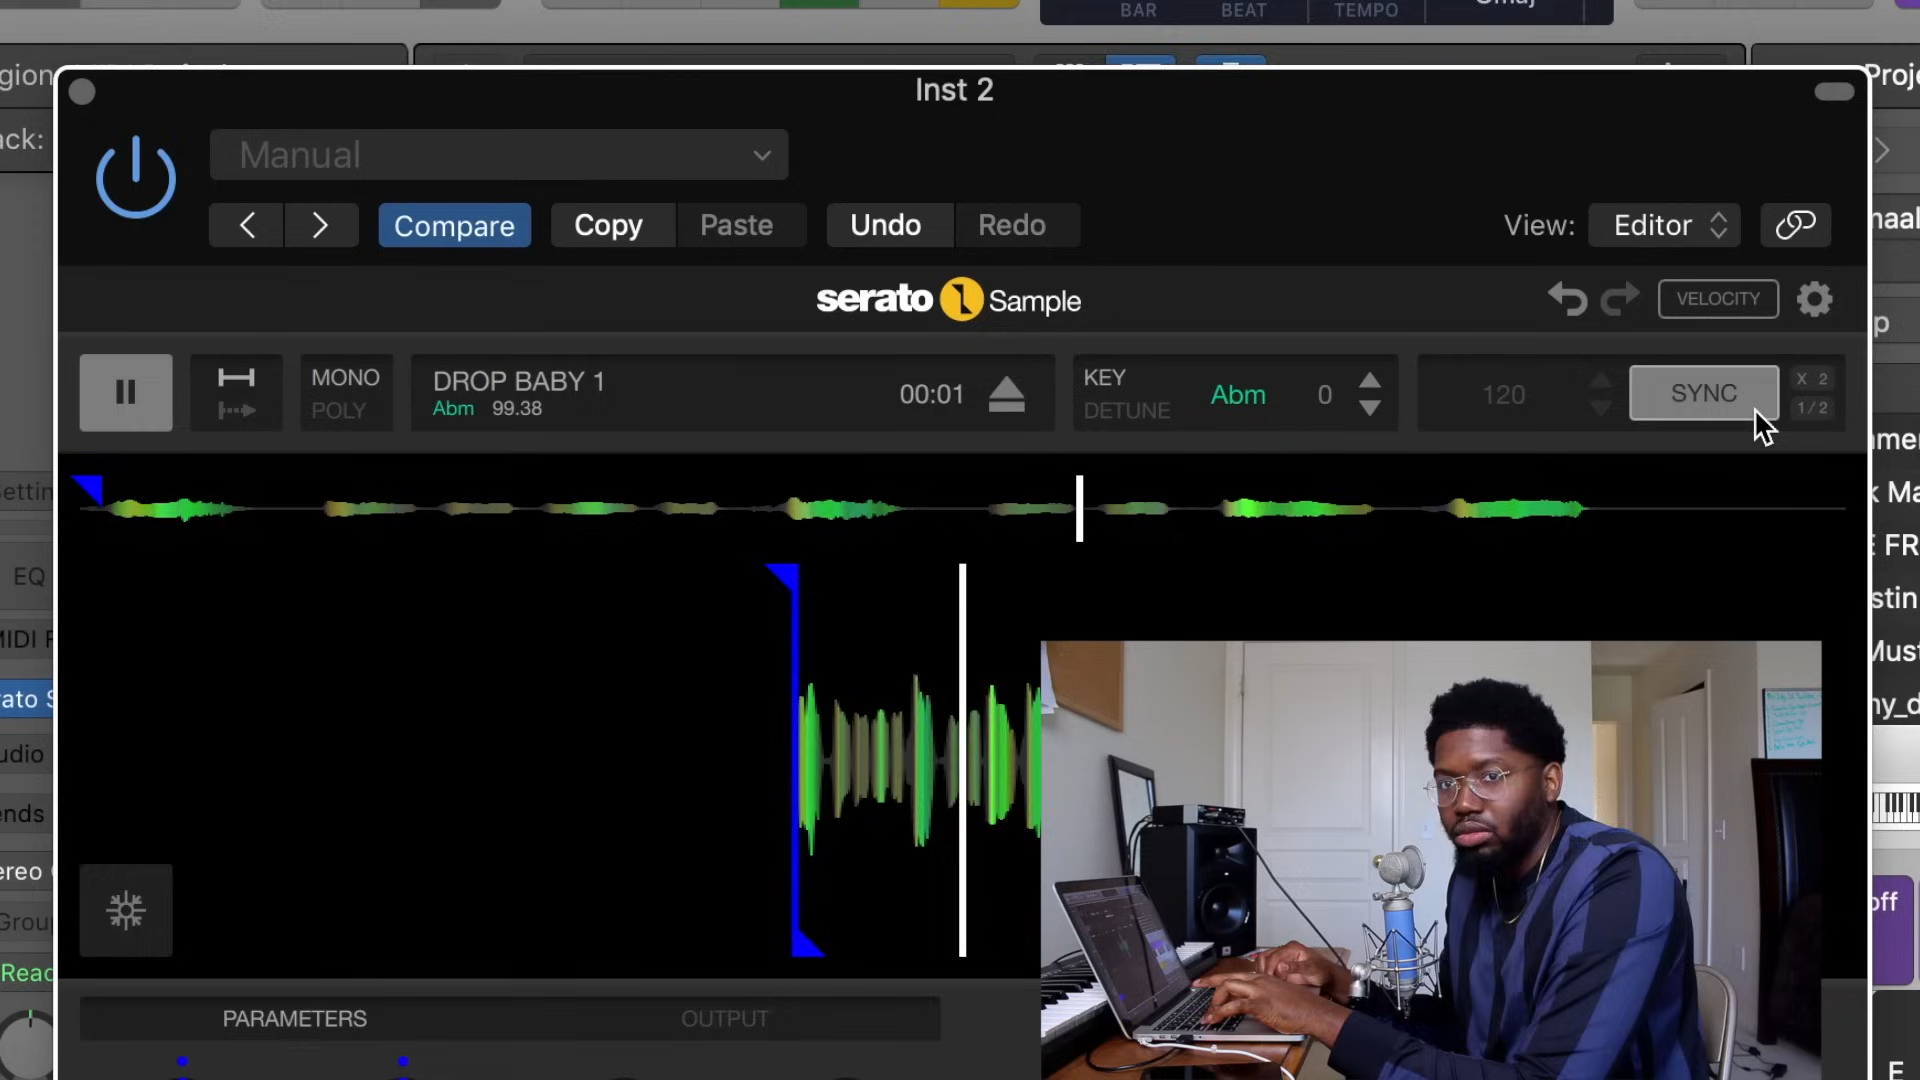 BAR BEAT TEMPO
Inst 2
Manual
Compare Copy Paste Undo Redo View: Editor
serato Sample VELOCITY
MONO
POLY
DROP BABY 1
Abm 99.38
00:01
KEY
DETUNE
Abm 0
120 SYNC
X 2
1/2
EQ
PARAMETERS OUTPUT